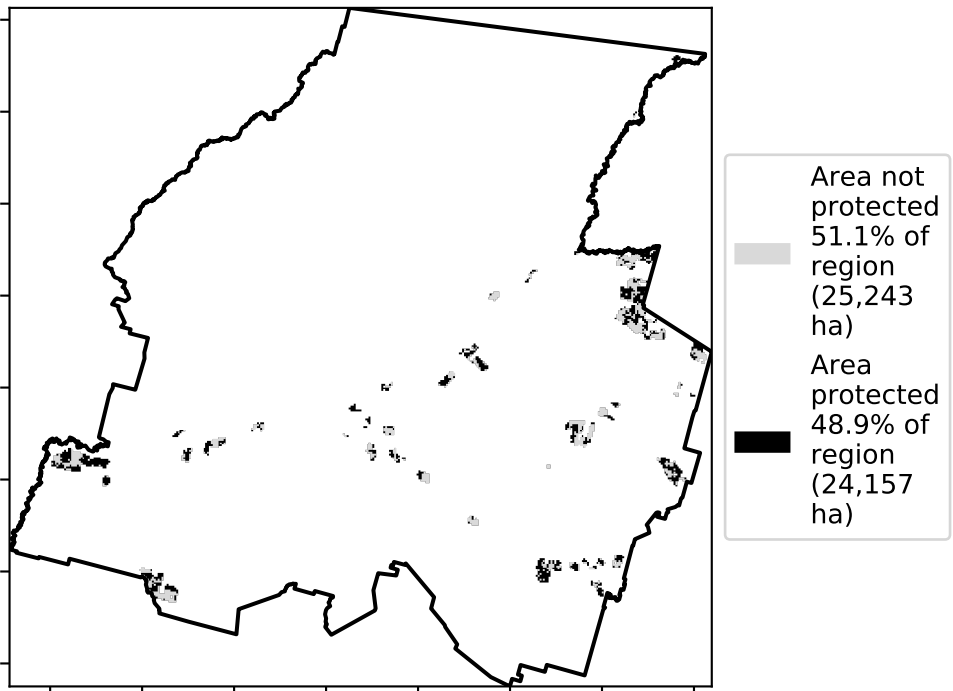 Area not
protected
51.1% of
region
(25,243
ha)
Area
protected
48.9% of
region
(24,157
ha)